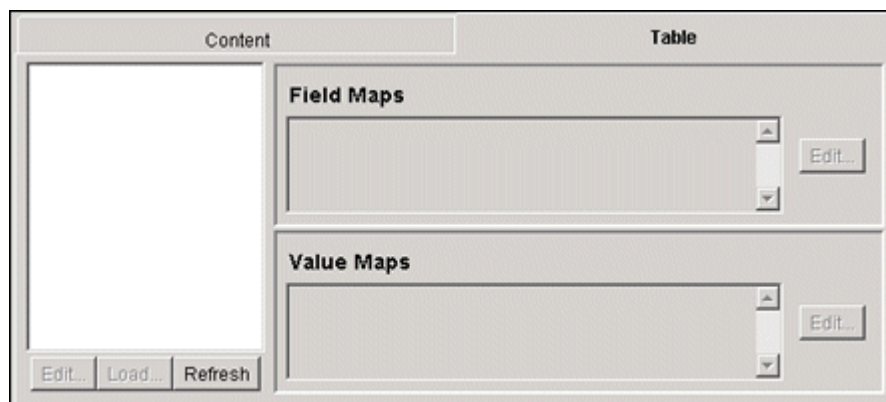 Content
Table
Field Maps
Edit...
Value Maps
Edit...
Edit... Load... Refresh